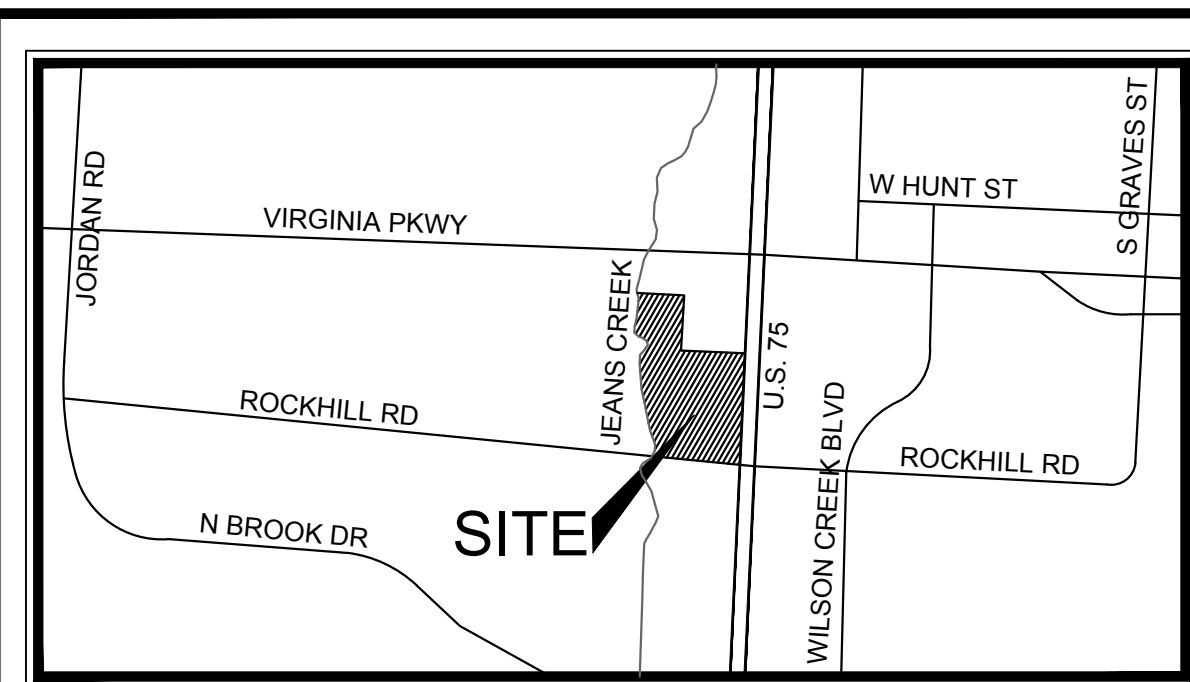 S GRAVES ST
JORDAN RD
W HUNT ST
VIRGINIA PKWY
JEANS CREEK
U.S. 75
WILSON CREEK BLVD
ROCKHILL RD
ROCKHILL RD
N BROOK DR
SITE